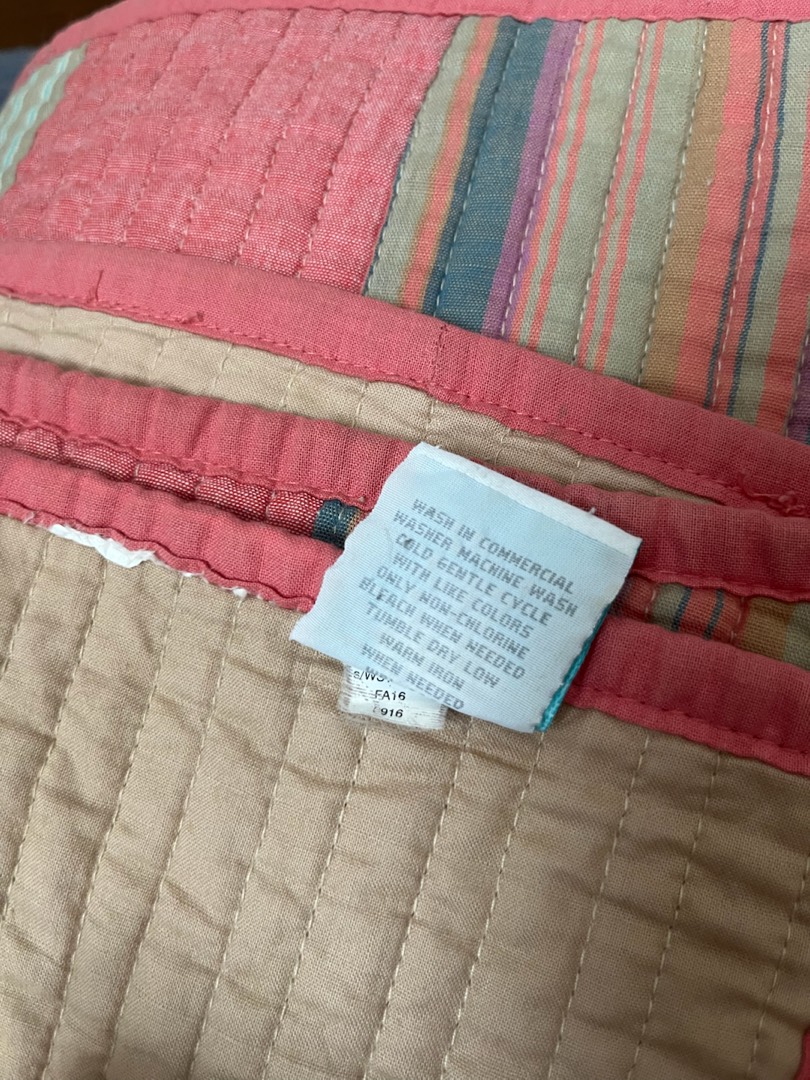 WASH IN COMMERCIAL
WASHER MACHINE WASH
COLD GENTLE CYCLE
WITH LIKE COLORS
ONLY NON-CHLORINE
BLEACH WHEN NEEDED
TUMBLE DRY LOW
WARM IRON
WHEN NEEDED
FA16
916